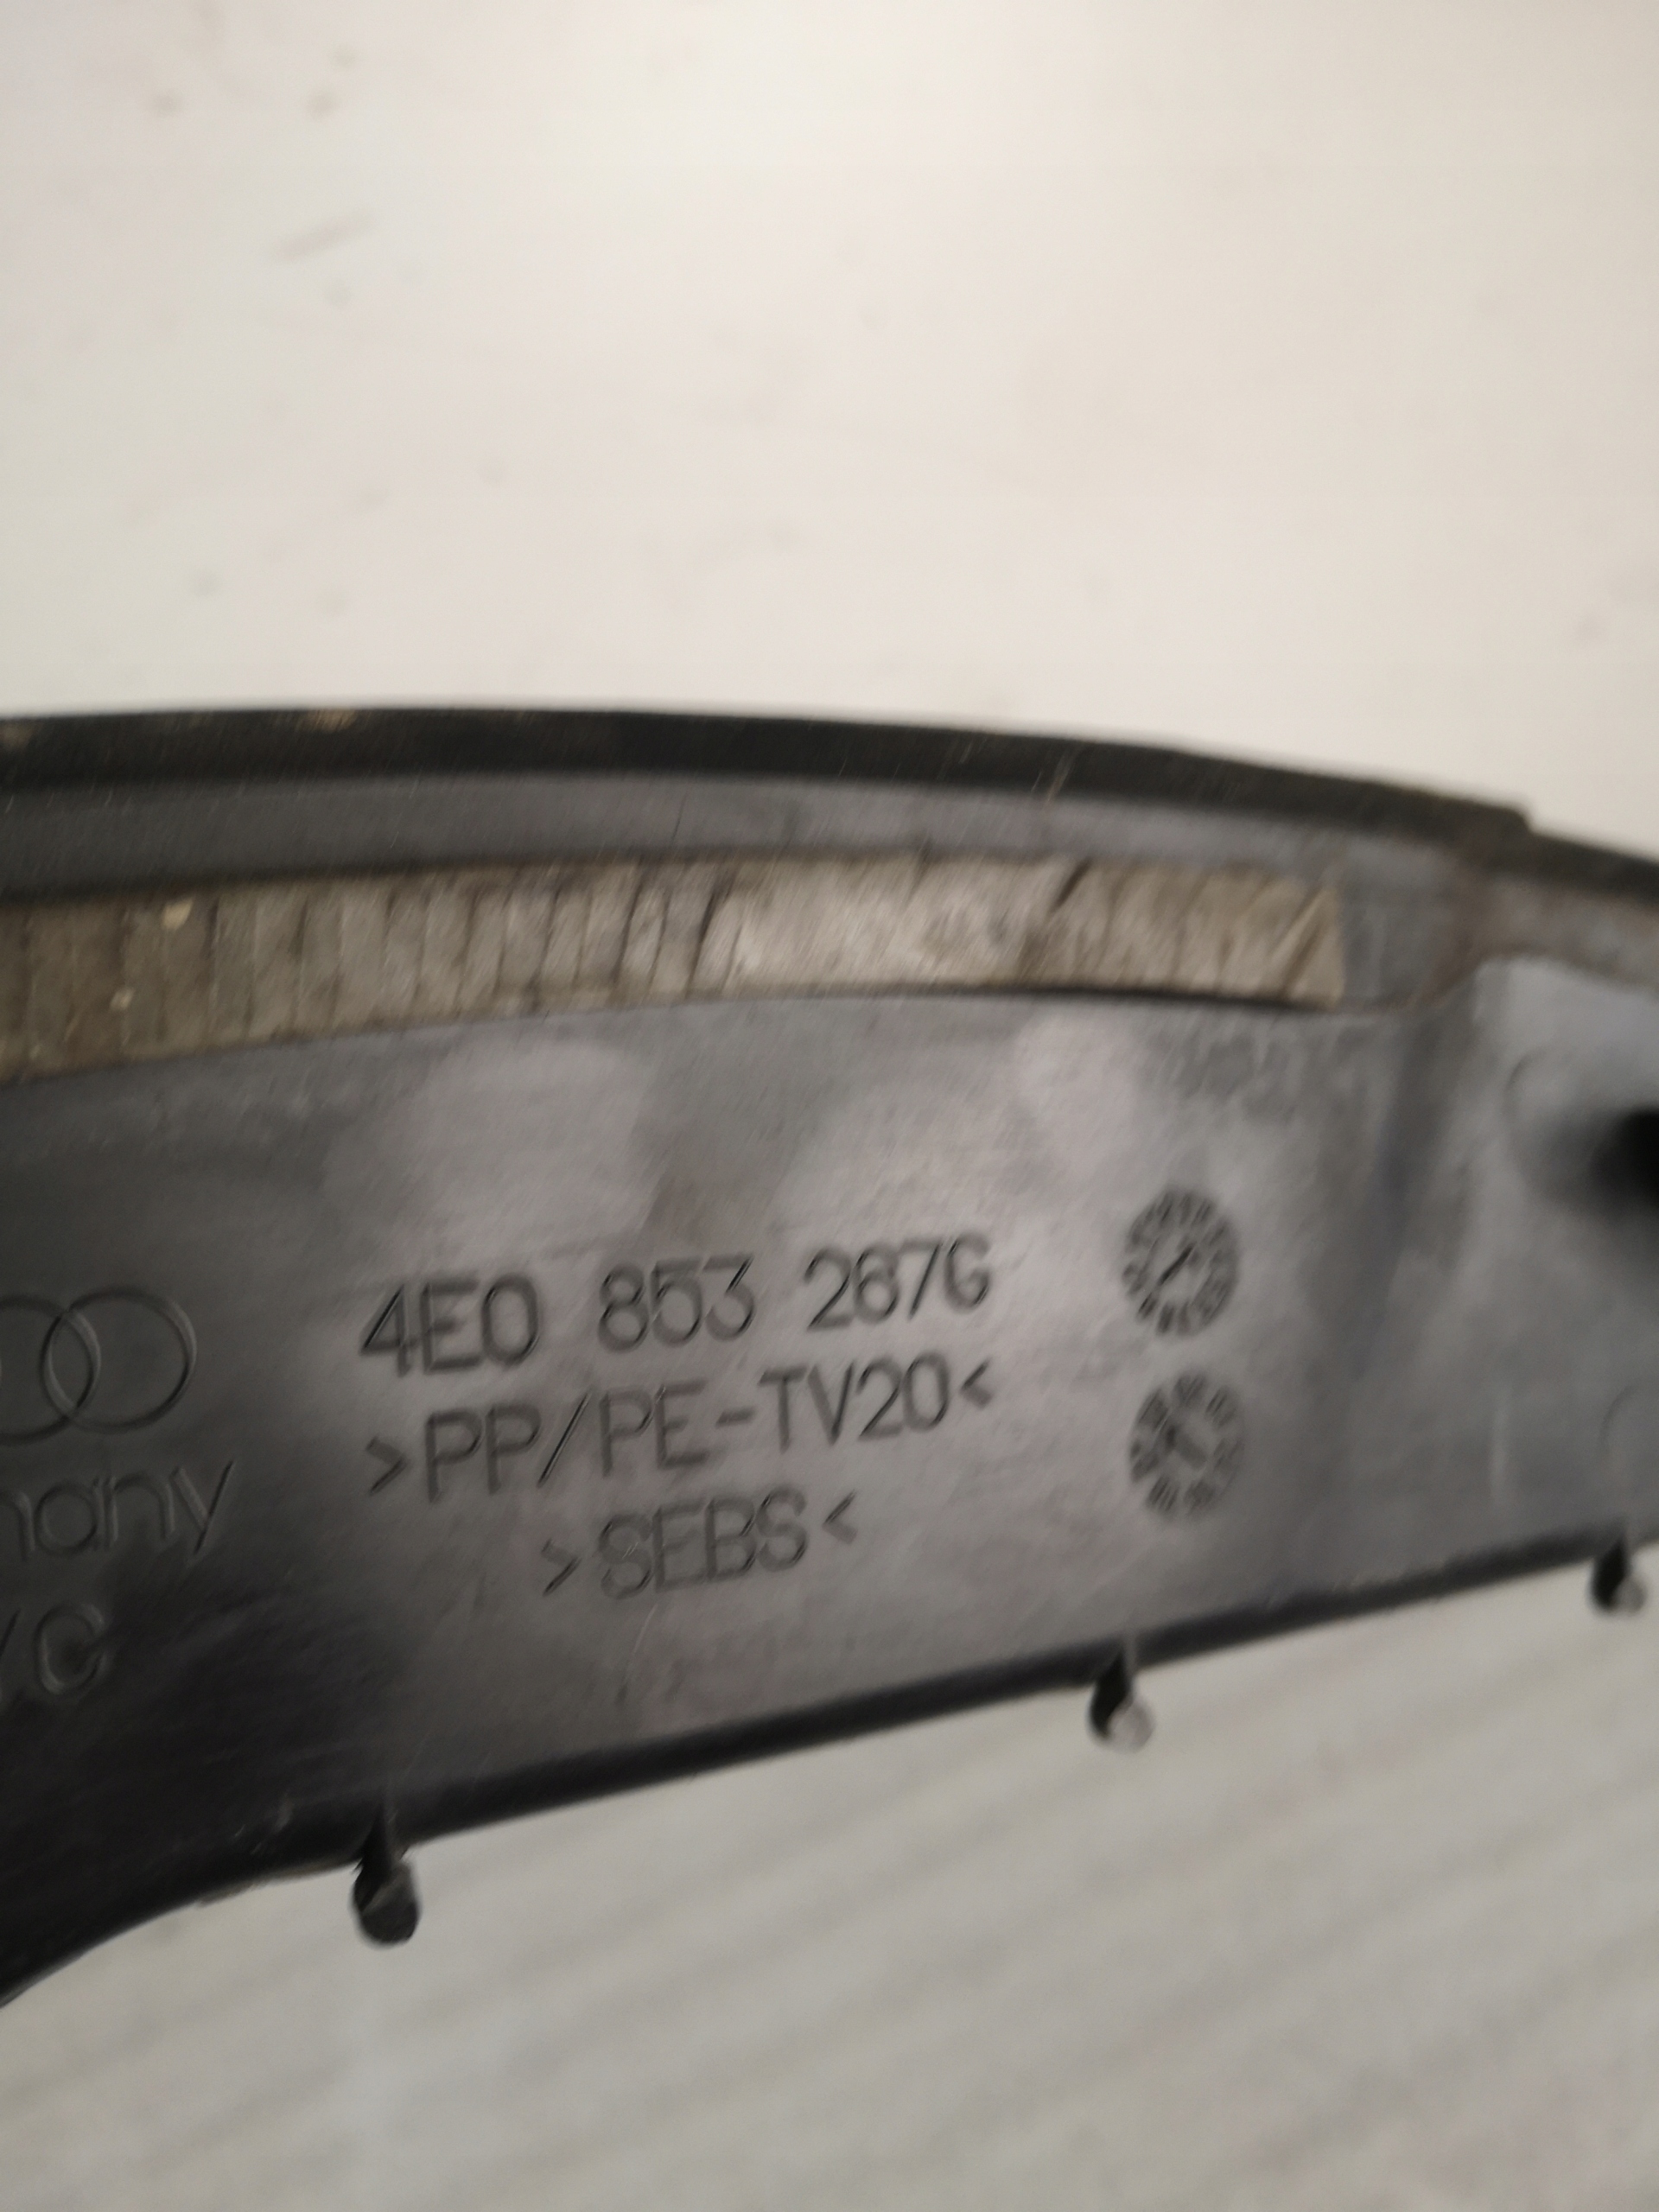 4E0 853 287G
>PP/PE-TV20<
>SEBS<